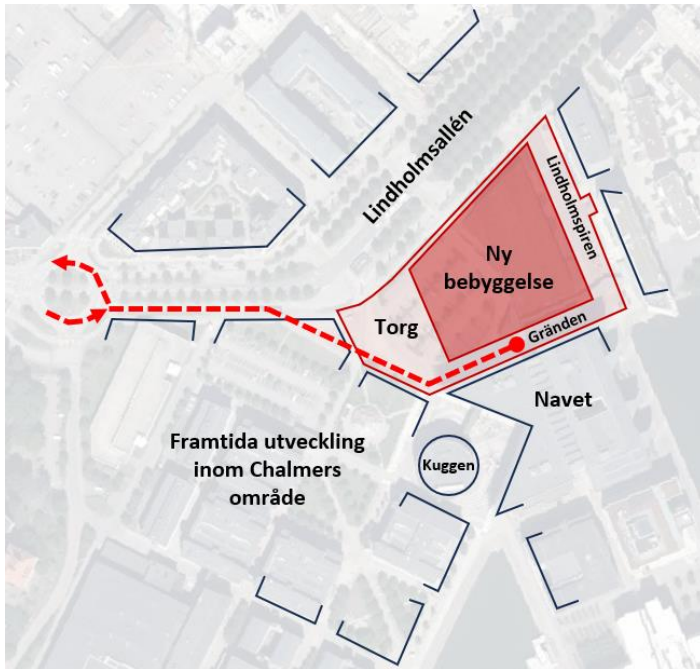 Lindholmsallén
Lindholmspiren
Ny
bebyggelse
Torg
Gränden
Navet
Framtida utveckling
inom Chalmers
område
Kuggen